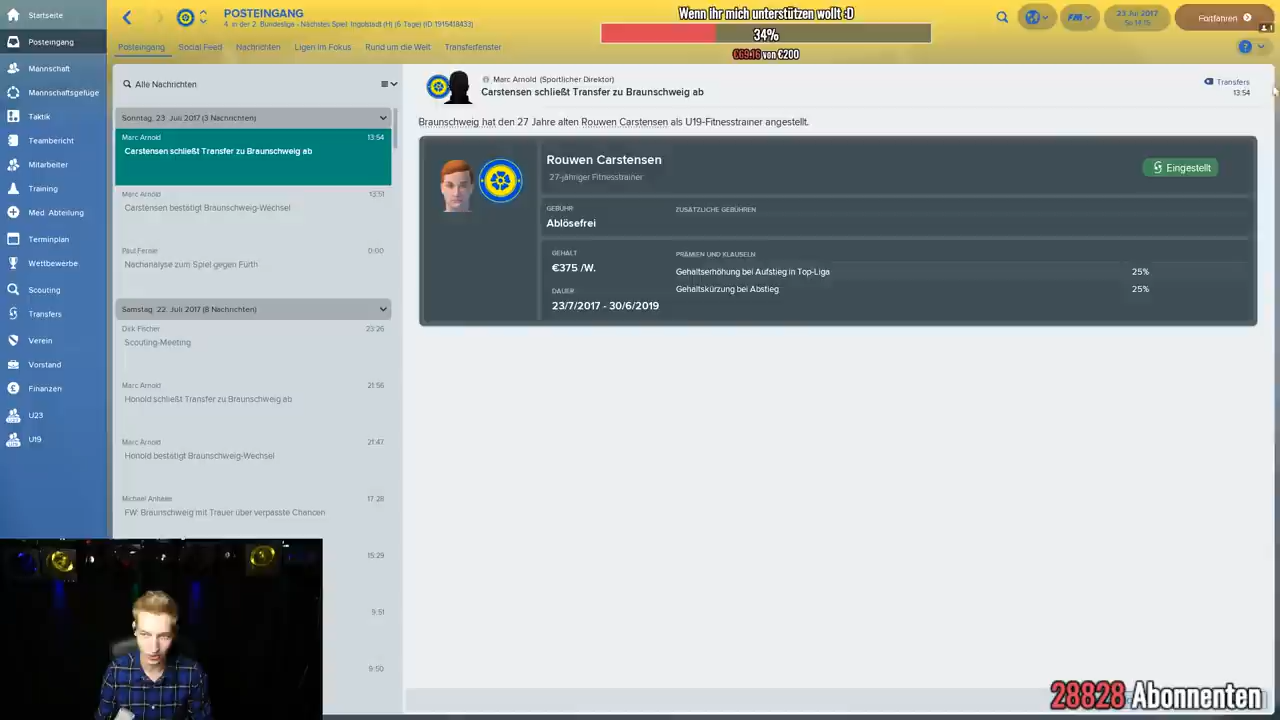 Startseite
Posteingang
Mannschaft
Mannschaftsgefüge
Taktik
Teambericht
Mitarbeiter
Training
Med. Abteilung
Terminplan
Wettbewerbe
Scouting
Transfers
Verein
Vorstand
Finanzen
U23
U19
POSTEINGANG
4. in der 2. Bundesliga - Nächstes Spiel: Ingolstadt (H) (6 Tage) (ID:1915418433)
Posteingang Social Feed Nachrichten Ligen im Fokus Rund um die Welt Transferfenster
Wenn ihr mich unterstützen wollt :D
34%
€69.16 von €200
FM
23 Jul 2017
So 14:15
Fortfahren
Alle Nachrichten
Sonntag, 23. Juli 2017 (3 Nachrichten)
Marc Arnold 13:54
Carstensen schließt Transfer zu Braunschweig ab
Marc Arnold 13:51
Carstensen bestätigt Braunschweig-Wechsel
Paul Fernie 0:00
Nachanalyse zum Spiel gegen Fürth
Samstag, 22. Juli 2017 (8 Nachrichten)
Dirk Fischer 23:26
Scouting-Meeting
Marc Arnold 21:56
Honold schließt Transfer zu Braunschweig ab
Marc Arnold 21:47
Honold bestätigt Braunschweig-Wechsel
Michael Anhaas 17:28
FW: Braunschweig mit Trauer über verpasste Chancen
15:29
9:51
9:50
Marc Arnold (Sportlicher Direktor)
Carstensen schließt Transfer zu Braunschweig ab
Transfers
13:54
Braunschweig hat den 27 Jahre alten Rouwen Carstensen als U19-Fitnesstrainer angestellt.
Rouwen Carstensen
27-jähriger Fitnesstrainer
Eingestellt
GEBÜHR
Ablösefrei
ZUSÄTZLICHE GEBÜHREN
GEHALT
€375 /W.
DAUER
23/7/2017 - 30/6/2019
PRÄMIEN UND KLAUSELN
Gehaltserhöhung bei Aufstieg in Top-Liga 25%
Gehaltskürzung bei Abstieg 25%
28828 Abonnenten